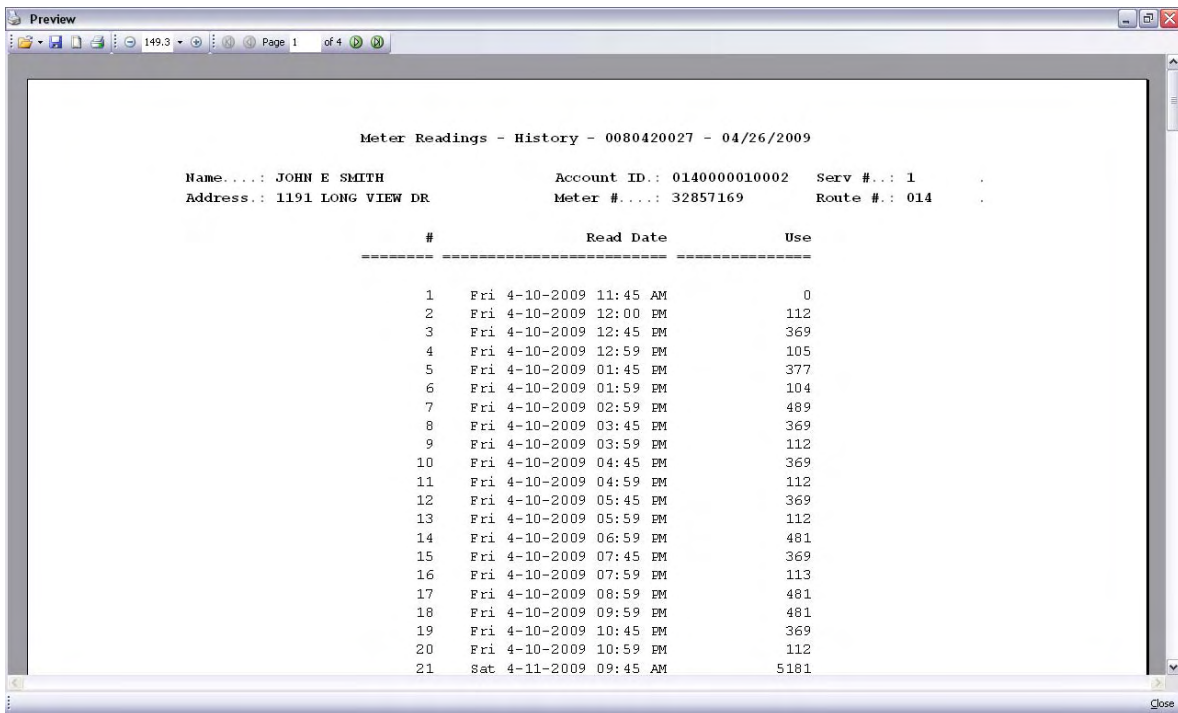 Preview
149.3 Page 1 of 4
Meter Readings - History - 0080420027 - 04/26/2009
Name....: JOHN E SMITH Account ID.: 0140000010002 Serv #..: 1 .
Address.: 1191 LONG VIEW DR Meter #....: 32857169 Route #.: 014 .
# Read Date Use
======== ========================= ===============
1 Fri 4-10-2009 11:45 AM 0
2 Fri 4-10-2009 12:00 PM 112
3 Fri 4-10-2009 12:45 PM 369
4 Fri 4-10-2009 12:59 PM 105
5 Fri 4-10-2009 01:45 PM 377
6 Fri 4-10-2009 01:59 PM 104
7 Fri 4-10-2009 02:59 PM 489
8 Fri 4-10-2009 03:45 PM 369
9 Fri 4-10-2009 03:59 PM 112
10 Fri 4-10-2009 04:45 PM 369
11 Fri 4-10-2009 04:59 PM 112
12 Fri 4-10-2009 05:45 PM 369
13 Fri 4-10-2009 05:59 PM 112
14 Fri 4-10-2009 06:59 PM 481
15 Fri 4-10-2009 07:45 PM 369
16 Fri 4-10-2009 07:59 PM 113
17 Fri 4-10-2009 08:59 PM 481
18 Fri 4-10-2009 09:59 PM 481
19 Fri 4-10-2009 10:45 PM 369
20 Fri 4-10-2009 10:59 PM 112
21 Sat 4-11-2009 09:45 AM 5181
Close